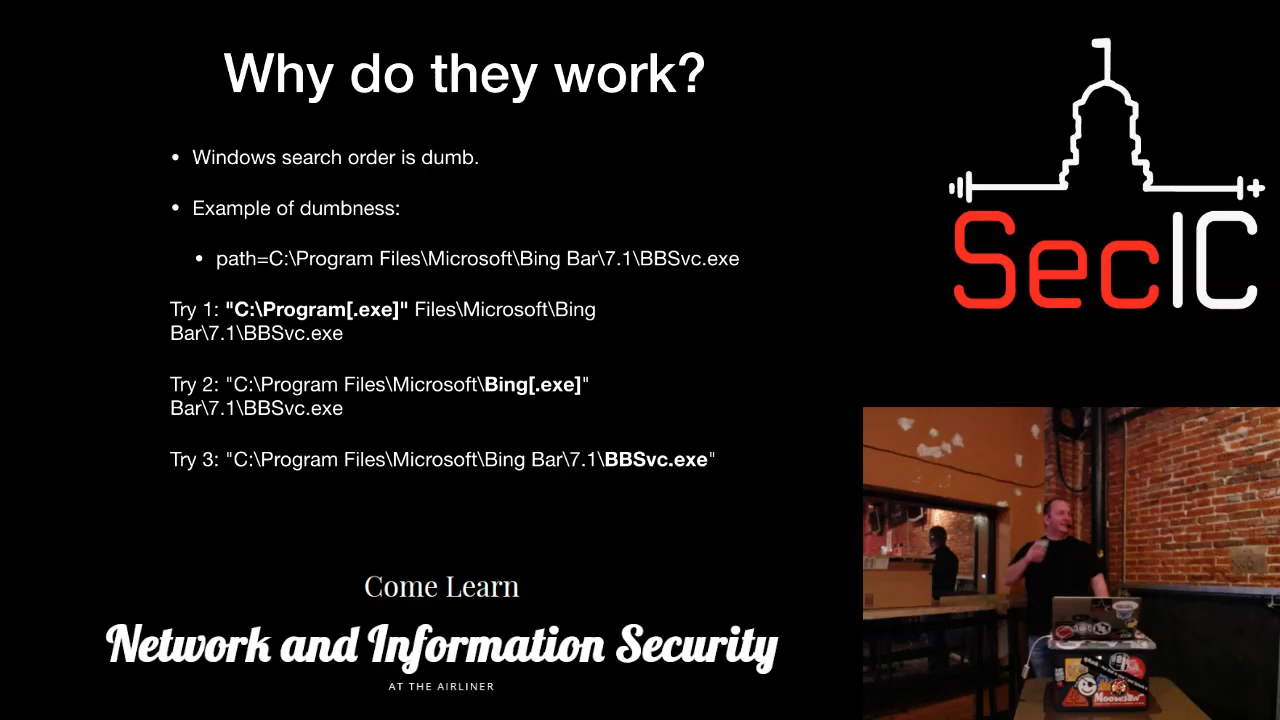 Why do they work?
• Windows search order is dumb.
• Example of dumbness:
• path=C:\Program Files\Microsoft\Bing Bar\7.1\BBSvc.exe
Try 1: "C:\Program[.exe]" Files\Microsoft\Bing
Bar\7.1\BBSvc.exe
Try 2: "C:\Program Files\Microsoft\Bing[.exe]"
Bar\7.1\BBSvc.exe
Try 3: "C:\Program Files\Microsoft\Bing Bar\7.1\BBSvc.exe"
SecIC
Come Learn
Network and Information Security
AT THE AIRLINER
Moosejaw